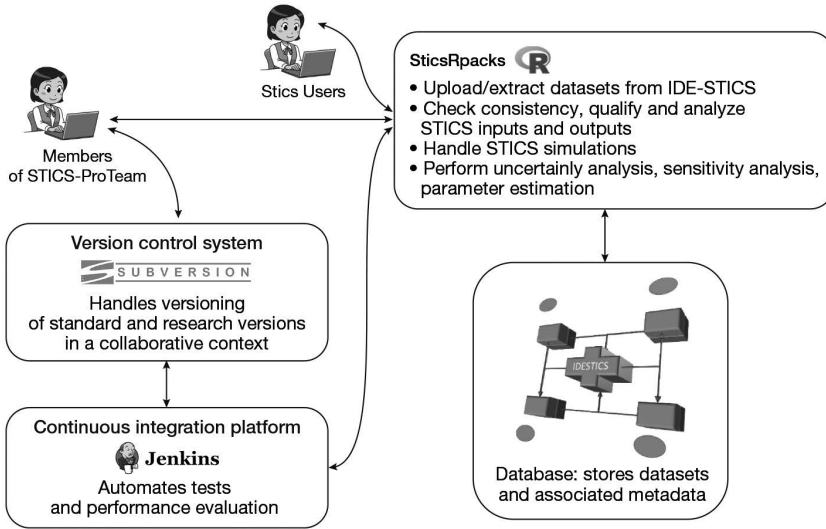 Stics Users
Members
of STICS-ProTeam
SticsRpacks R
• Upload/extract datasets from IDE-STICS
• Check consistency, qualify and analyze
STICS inputs and outputs
• Handle STICS simulations
• Perform uncertainly analysis, sensitivity analysis,
parameter estimation
Version control system
SUBVERSION
Handles versioning
of standard and research versions
in a collaborative context
Continuous integration platform
Jenkins
Automates tests
and performance evaluation
IDESTICS
Database: stores datasets
and associated metadata